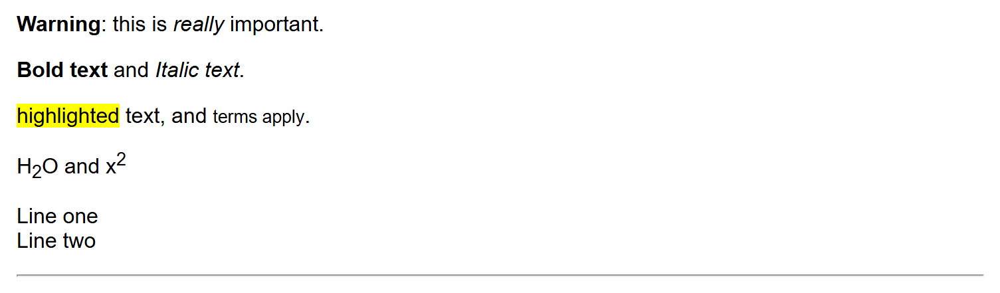 Warning: this is really important.
Bold text and Italic text.
highlighted text, and terms apply.
H₂O and x²
Line one
Line two